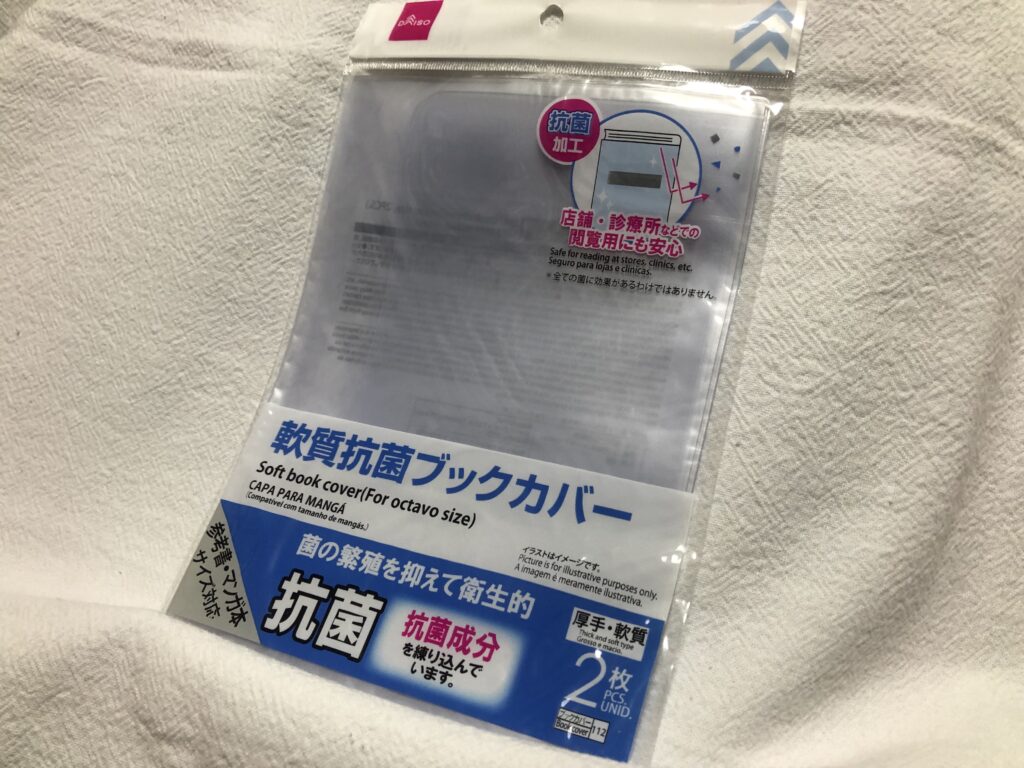 DAISO
抗菌
加工
店舗・診療所などでの
閲覧用にも安心
Safe for reading at stores, clinics, etc.
Seguro para lojas e clínicas.
* 全ての菌に効果があるわけではありません。
軟質抗菌ブックカバー
Soft book cover(For octavo size)
CAPA PARA MANGÁ
(Compatível com tamanho de mangás.)
イラストはイメージです。
Picture is for illustrative purposes only.
A imagem é meramente ilustrativa.
参考書・マンガ本
サイズ対応
菌の繁殖を抑えて衛生的
抗菌
抗菌成分
を練り込んで
います。
厚手・軟質
Thick and soft type
Grosso e macio.
2枚
PCS.
UNID.
ブックカバー
book cover
112